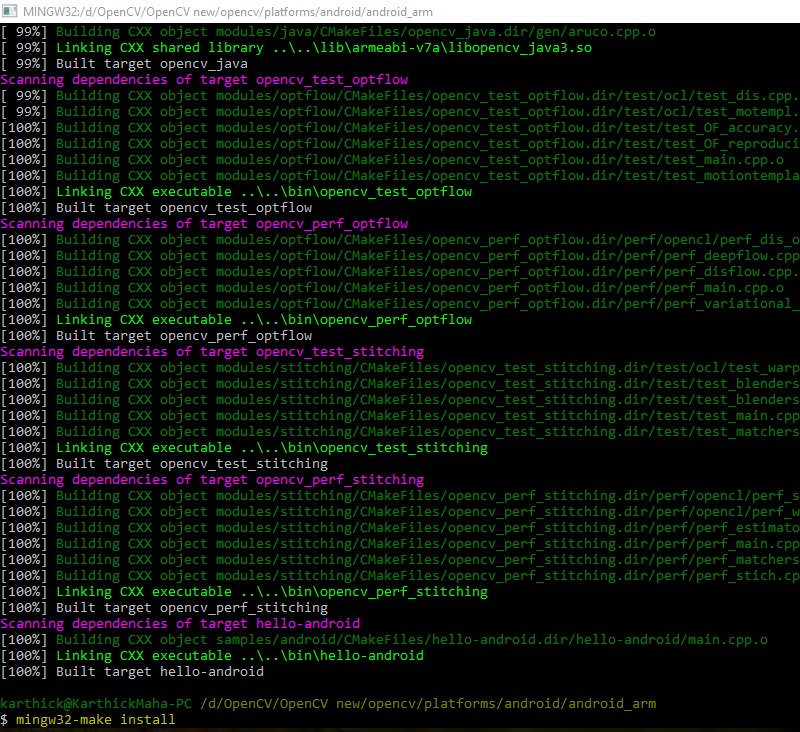 MINGW32:/d/OpenCV/OpenCV new/opencv/platforms/android/android_arm
[ 99%] Building CXX object modules/java/CMakeFiles/opencv_java.dir/gen/aruco.cpp.o
[ 99%] Linking CXX shared library ..\..\lib\armeabi-v7a\libopencv_java3.so
[ 99%] Built target opencv_java
Scanning dependencies of target opencv_test_optflow
[ 99%] Building CXX object modules/optflow/CMakeFiles/opencv_test_optflow.dir/test/ocl/test_dis.cpp.
[ 99%] Building CXX object modules/optflow/CMakeFiles/opencv_test_optflow.dir/test/ocl/test_motempl.
[100%] Building CXX object modules/optflow/CMakeFiles/opencv_test_optflow.dir/test/test_OF_accuracy.
[100%] Building CXX object modules/optflow/CMakeFiles/opencv_test_optflow.dir/test/test_OF_reproduci
[100%] Building CXX object modules/optflow/CMakeFiles/opencv_test_optflow.dir/test/test_main.cpp.o
[100%] Building CXX object modules/optflow/CMakeFiles/opencv_test_optflow.dir/test/test_motiontempla
[100%] Linking CXX executable ..\..\bin\opencv_test_optflow
[100%] Built target opencv_test_optflow
Scanning dependencies of target opencv_perf_optflow
[100%] Building CXX object modules/optflow/CMakeFiles/opencv_perf_optflow.dir/perf/opencl/perf_dis_o
[100%] Building CXX object modules/optflow/CMakeFiles/opencv_perf_optflow.dir/perf/perf_deepflow.cpp
[100%] Building CXX object modules/optflow/CMakeFiles/opencv_perf_optflow.dir/perf/perf_disflow.cpp.
[100%] Building CXX object modules/optflow/CMakeFiles/opencv_perf_optflow.dir/perf/perf_main.cpp.o
[100%] Building CXX object modules/optflow/CMakeFiles/opencv_perf_optflow.dir/perf/perf_variational_
[100%] Linking CXX executable ..\..\bin\opencv_perf_optflow
[100%] Built target opencv_perf_optflow
Scanning dependencies of target opencv_test_stitching
[100%] Building CXX object modules/stitching/CMakeFiles/opencv_test_stitching.dir/test/ocl/test_warp
[100%] Building CXX object modules/stitching/CMakeFiles/opencv_test_stitching.dir/test/test_blenders
[100%] Building CXX object modules/stitching/CMakeFiles/opencv_test_stitching.dir/test/test_blenders
[100%] Building CXX object modules/stitching/CMakeFiles/opencv_test_stitching.dir/test/test_main.cpp
[100%] Building CXX object modules/stitching/CMakeFiles/opencv_test_stitching.dir/test/test_matchers
[100%] Linking CXX executable ..\..\bin\opencv_test_stitching
[100%] Built target opencv_test_stitching
Scanning dependencies of target opencv_perf_stitching
[100%] Building CXX object modules/stitching/CMakeFiles/opencv_perf_stitching.dir/perf/opencl/perf_s
[100%] Building CXX object modules/stitching/CMakeFiles/opencv_perf_stitching.dir/perf/opencl/perf_w
[100%] Building CXX object modules/stitching/CMakeFiles/opencv_perf_stitching.dir/perf/perf_estimato
[100%] Building CXX object modules/stitching/CMakeFiles/opencv_perf_stitching.dir/perf/perf_main.cpp
[100%] Building CXX object modules/stitching/CMakeFiles/opencv_perf_stitching.dir/perf/perf_matchers
[100%] Building CXX object modules/stitching/CMakeFiles/opencv_perf_stitching.dir/perf/perf_stich.cp
[100%] Linking CXX executable ..\..\bin\opencv_perf_stitching
[100%] Built target opencv_perf_stitching
Scanning dependencies of target hello-android
[100%] Building CXX object samples/android/CMakeFiles/hello-android.dir/hello-android/main.cpp.o
[100%] Linking CXX executable ..\..\bin\hello-android
[100%] Built target hello-android
karthick@KarthickMaha-PC /d/OpenCV/OpenCV new/opencv/platforms/android/android_arm
$ mingw32-make install